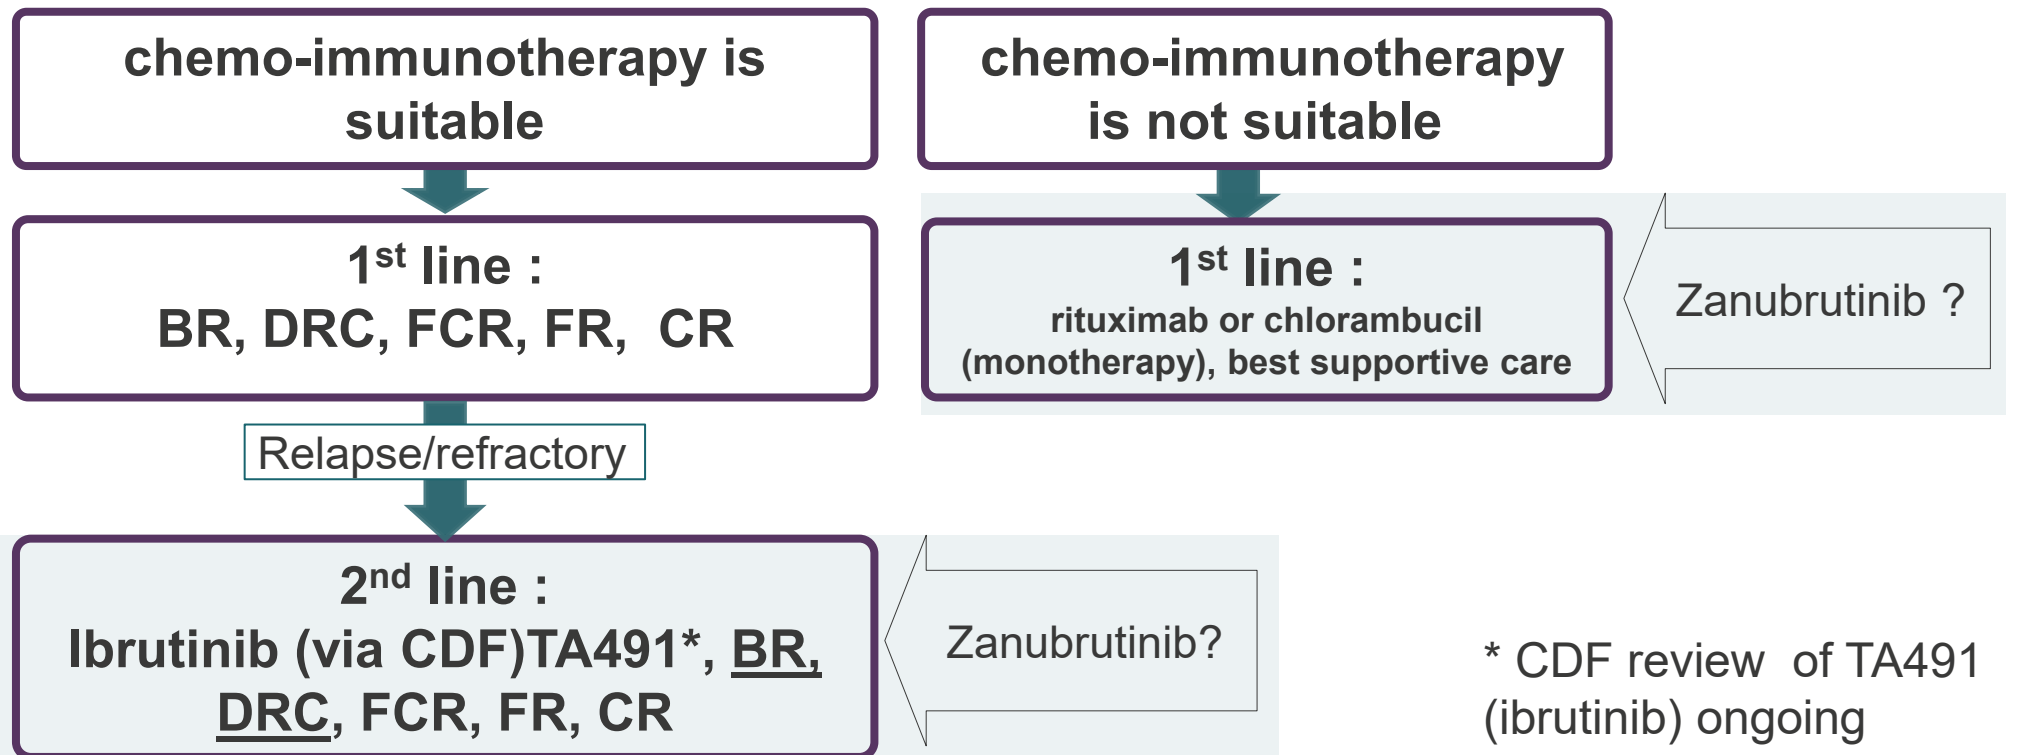 chemo-immunotherapy is
suitable
chemo-immunotherapy
is not suitable
1st line :
BR, DRC, FCR, FR, CR
1st line :
rituximab or chlorambucil
(monotherapy), best supportive care
Zanubrutinib ?
Relapse/refractory
2nd line :
Ibrutinib (via CDF)TA491*, BR,
DRC, FCR, FR, CR
Zanubrutinib?
* CDF review of TA491
(ibrutinib) ongoing